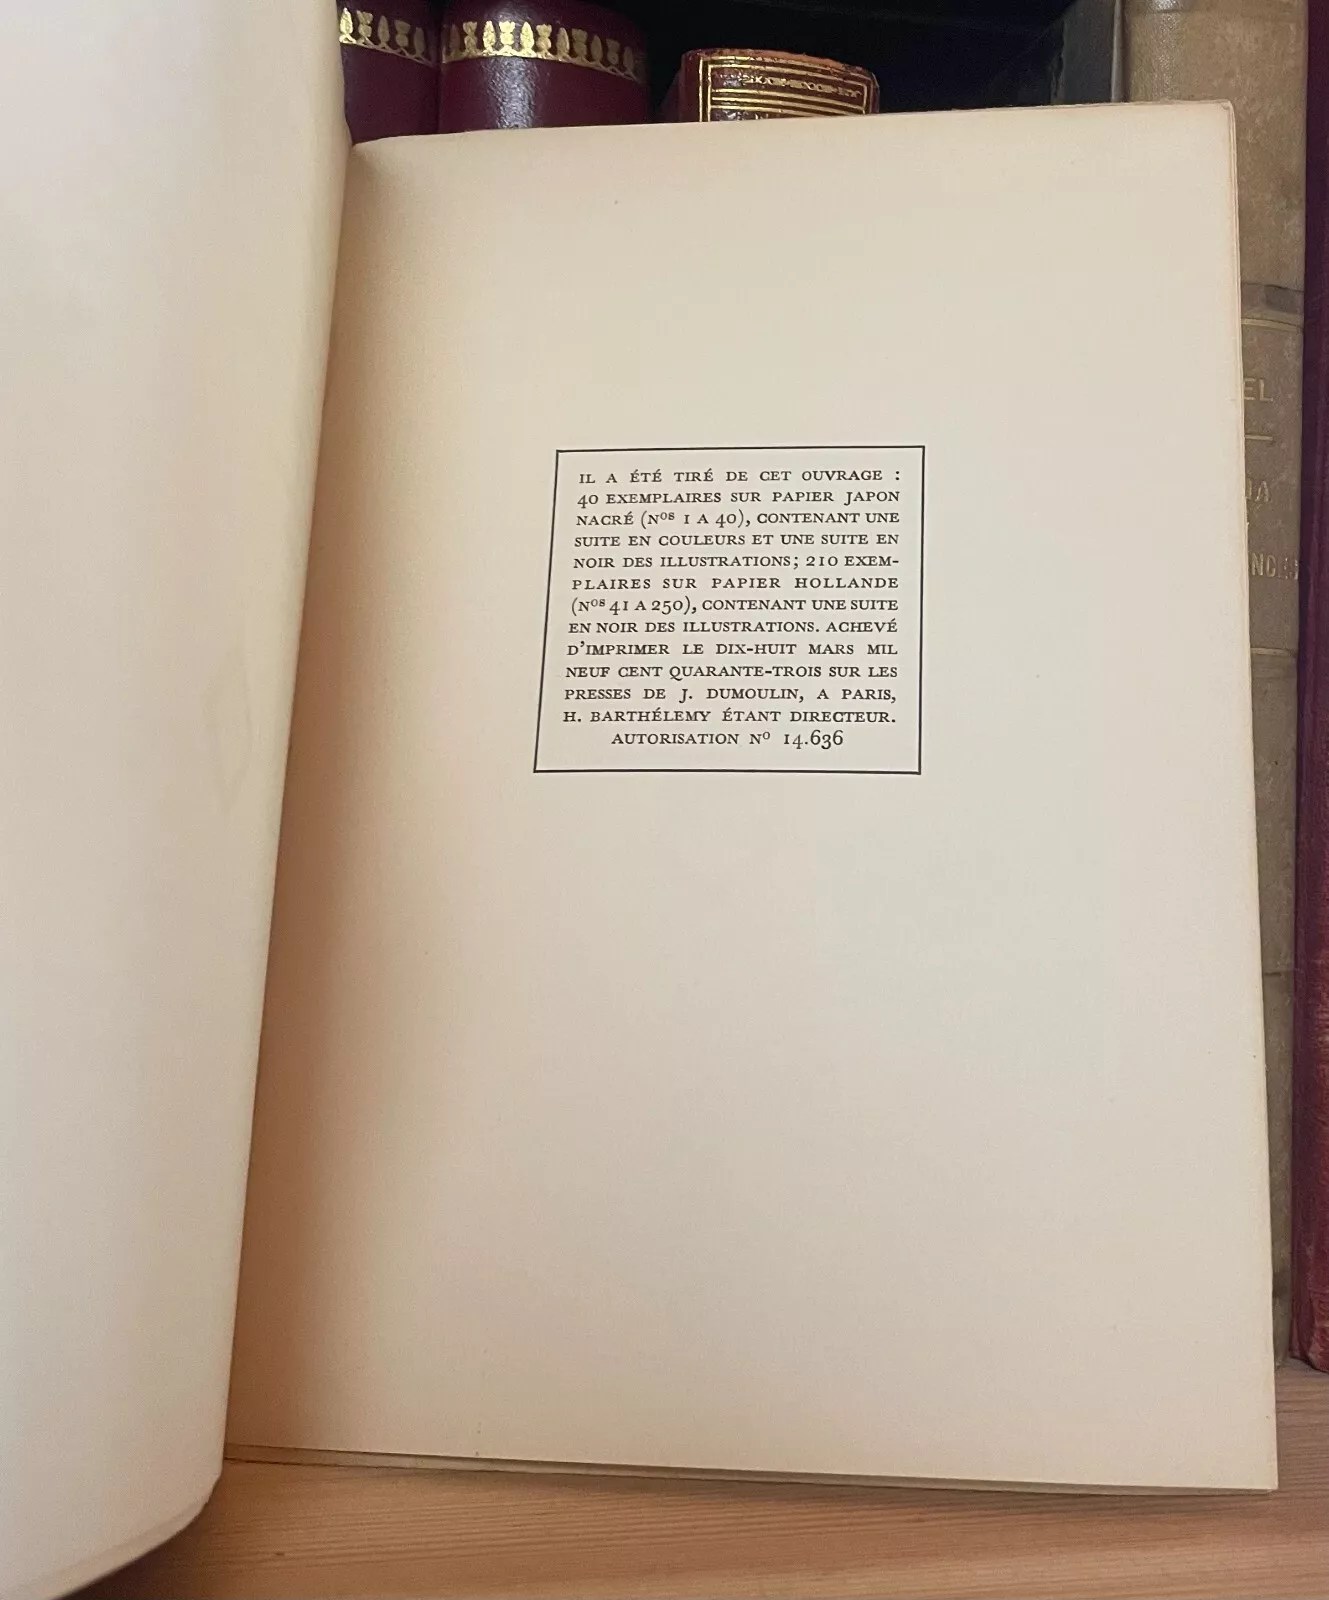 IL A ÉTÉ TIRÉ DE CET OUVRAGE :
40 EXEMPLAIRES SUR PAPIER JAPON
NACRÉ (Nos 1 A 40), CONTENANT UNE
SUITE EN COULEURS ET UNE SUITE EN
NOIR DES ILLUSTRATIONS; 210 EXEM-
PLAIRES SUR PAPIER HOLLANDE
(Nos 41 A 250), CONTENANT UNE SUITE
EN NOIR DES ILLUSTRATIONS. ACHEVÉ
D'IMPRIMER LE DIX-HUIT MARS MIL
NEUF CENT QUARANTE-TROIS SUR LES
PRESSES DE J. DUMOULIN, A PARIS,
H. BARTHÉLEMY ÉTANT DIRECTEUR.
AUTORISATION No 14.636